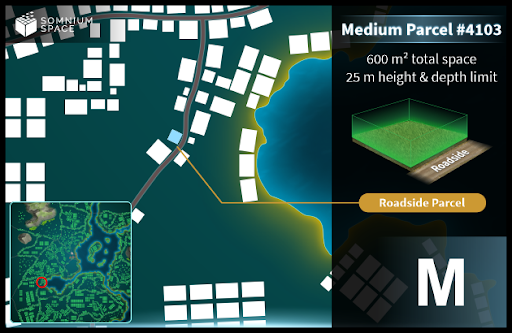 SOMNIUM
SPACE
Medium Parcel #4103
600 m² total space
25 m height & depth limit
Roadside
Roadside Parcel
M